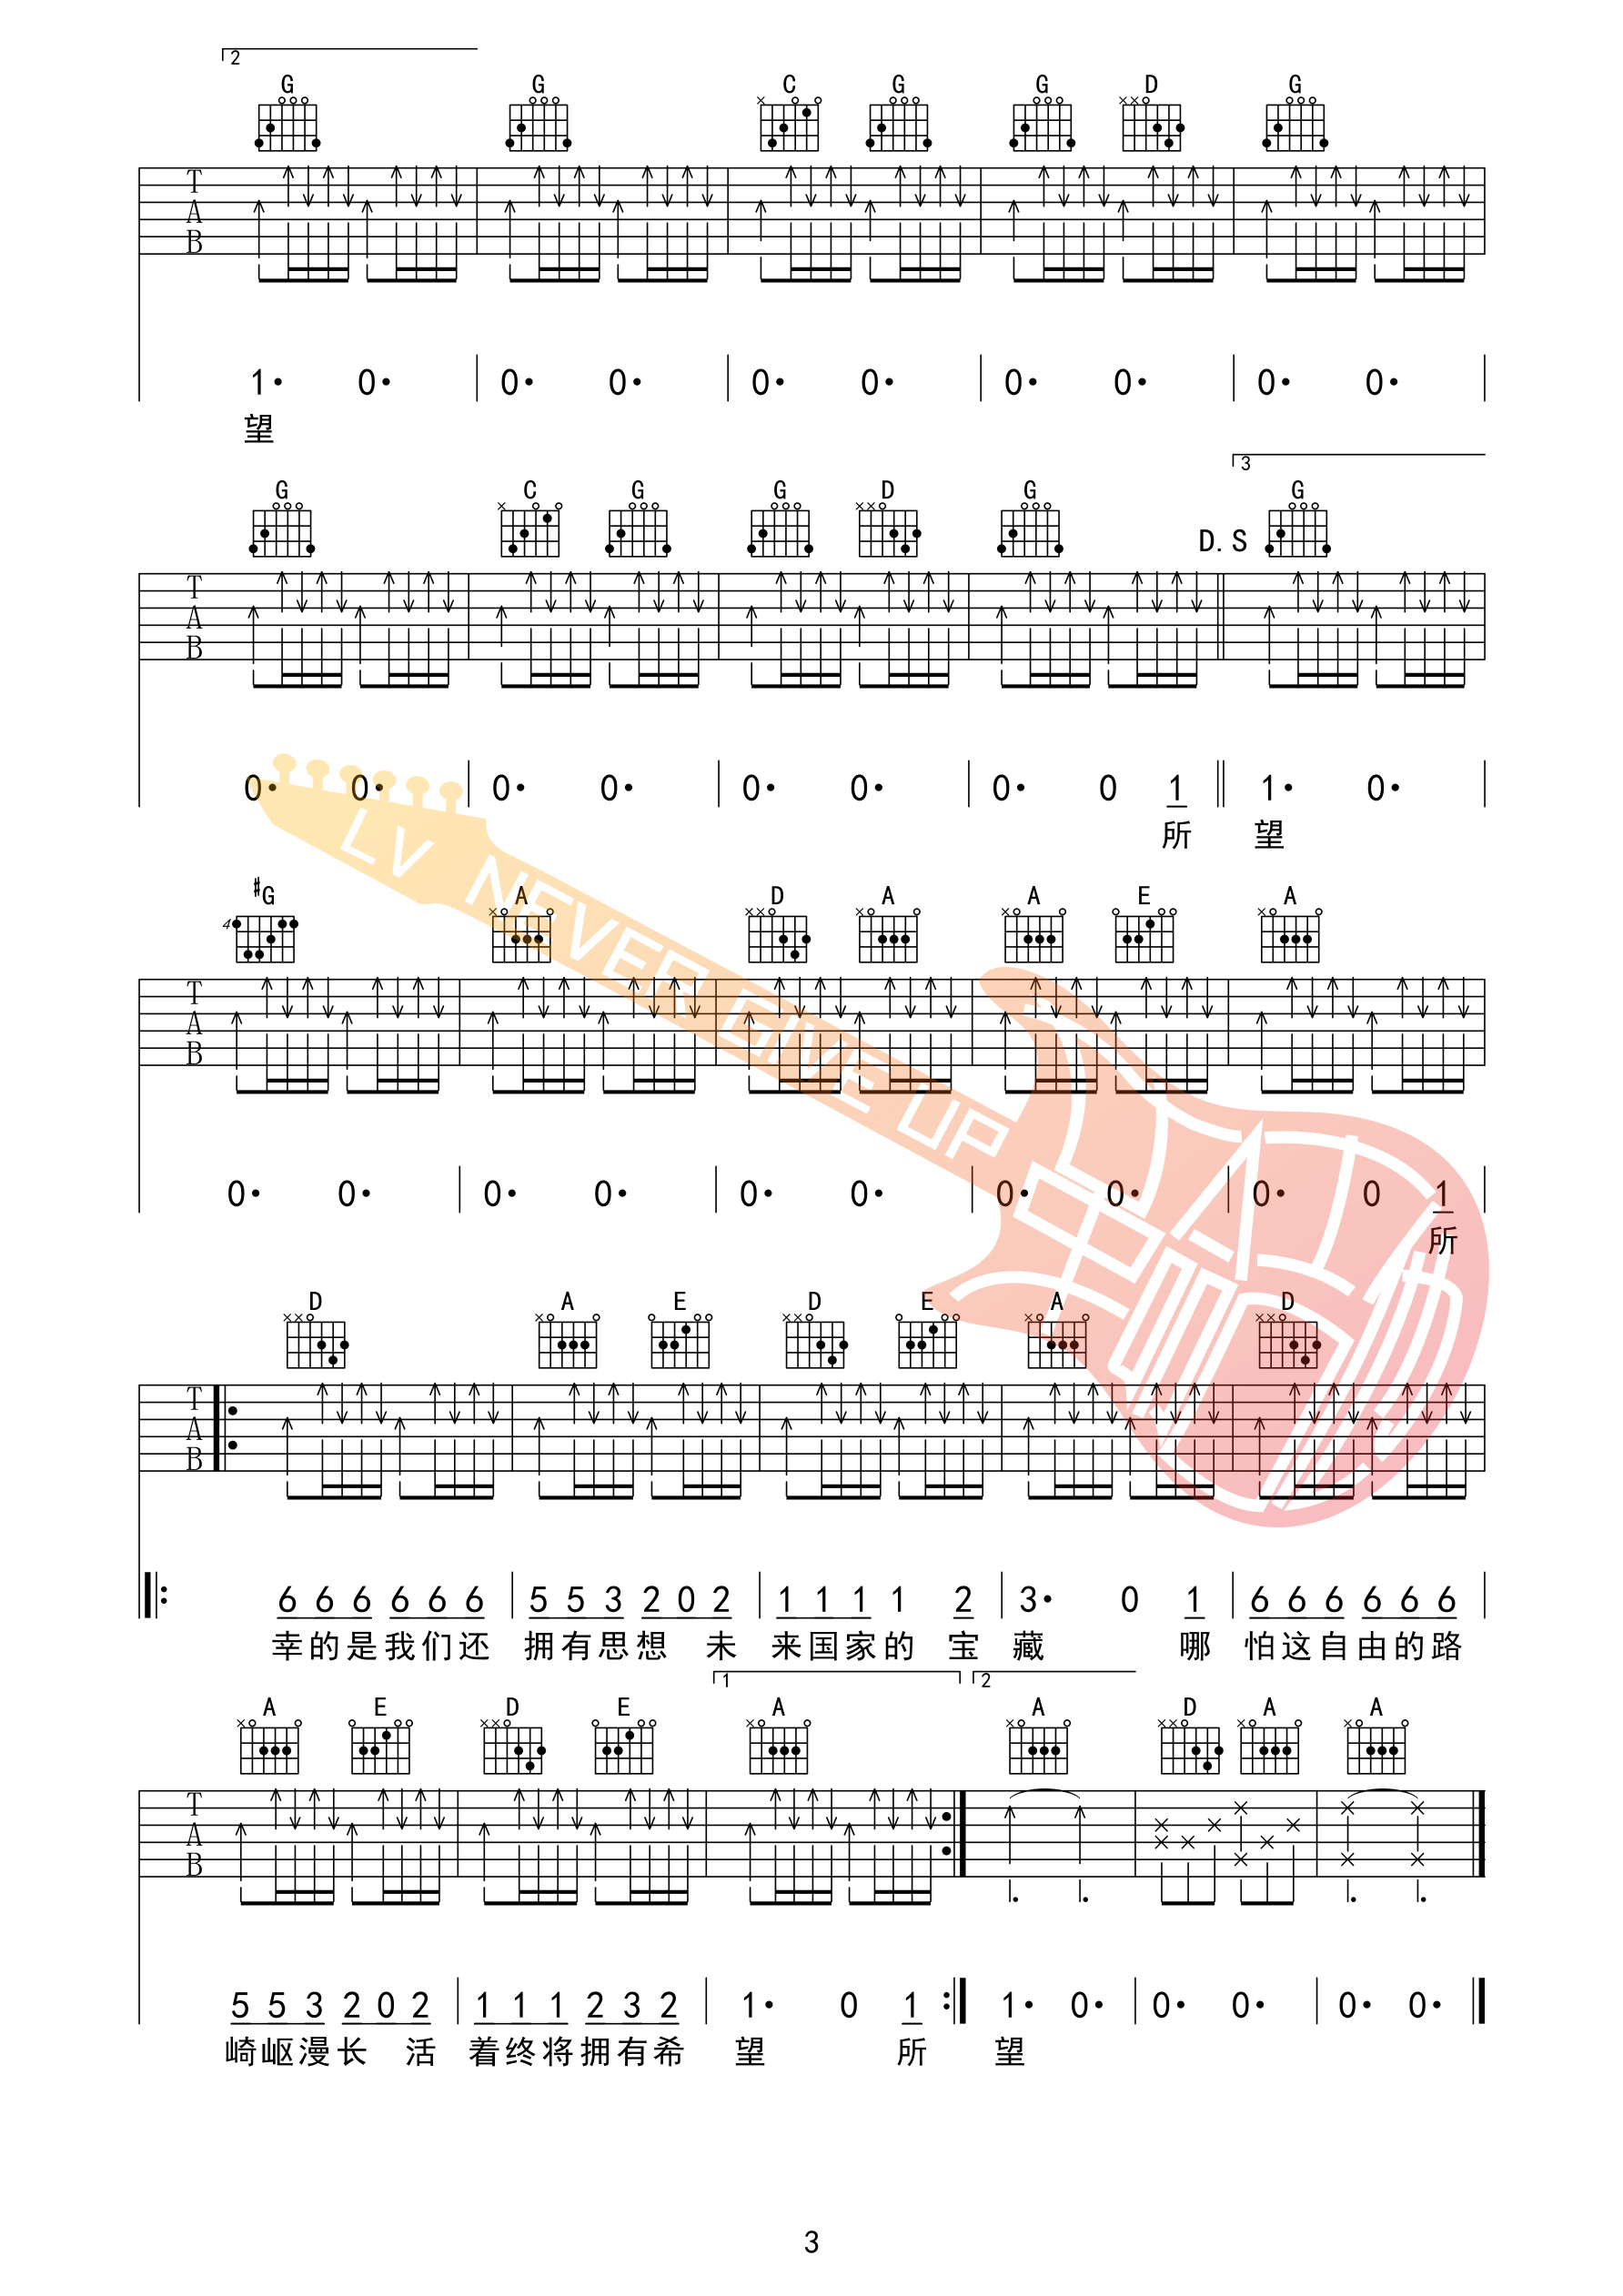 2
G G C G G D G
T
A
B
1· 0· 0· 0· 0· 0· 0· 0· 0· 0·
望
3
G C G G D G D.S G
T
A
B
0· 0· 0· 0· 0· 0· 0· 0 1 1· 0·
所 望
#G A D A A E A
4
T
A
B
0· 0· 0· 0· 0· 0· 0· 0· 0· 0 1
所
LV NEVER GIVE UP
D A E D E A D
T
A
B
6 6 6 6 6 6 5 5 3 2 0 2 1 1 1 1 2 3· 0 1 6 6 6 6 6 6
幸的是我们还 拥有思想 未 来国家的 宝 藏 哪 怕这自由的路
1 2
A E D E A A D A A
T
A
B
5 5 3 2 0 2 1 1 1 2 3 2 1· 0 1 1· 0· 0· 0· 0· 0·
崎岖漫长 活 着终将拥有希 望 所 望
3